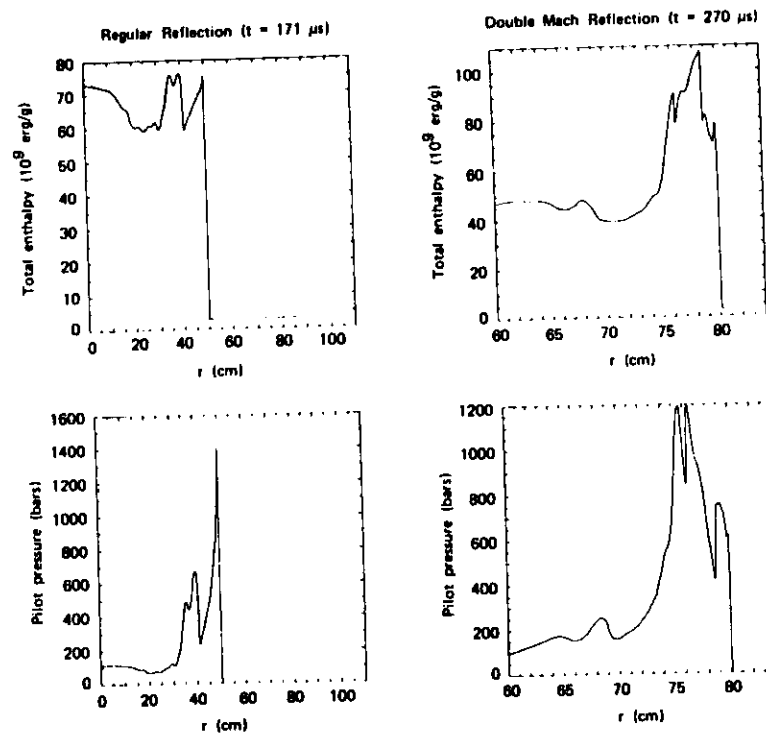 Regular Reflection (t = 171 µs)
Double Mach Reflection (t = 270 µs)
Total enthalpy (10⁹ erg/g)
80
70
60
50
40
30
20
10
0
0 20 40 60 80 100
r (cm)
Total enthalpy (10⁹ erg/g)
100
80
60
40
20
0
60 65 70 75 80
r (cm)
Pilot pressure (bars)
1600
1400
1200
1000
800
600
400
200
0
0 20 40 60 80 100
r (cm)
Pilot pressure (bars)
1200
1000
800
600
400
200
0
60 65 70 75 80
r (cm)